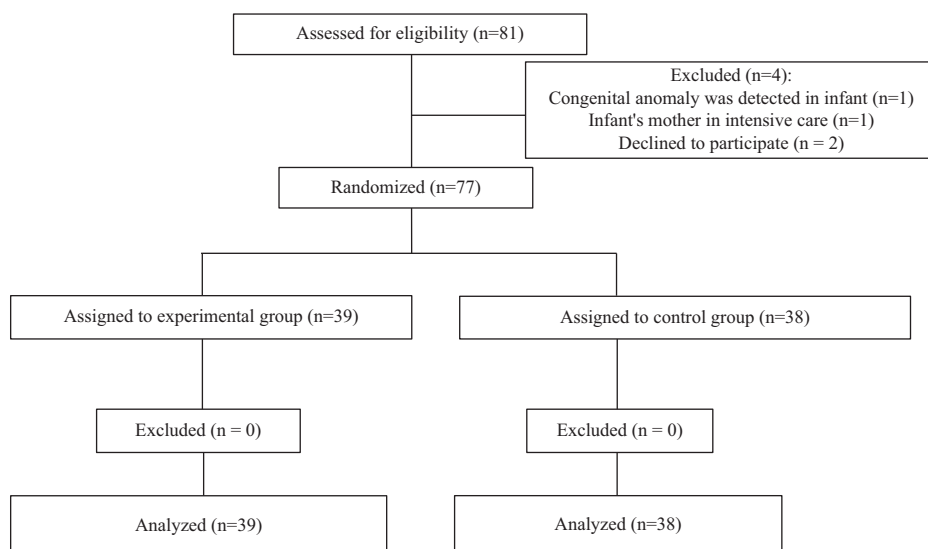 Assessed for eligibility (n=81)
Excluded (n=4):
Congenital anomaly was detected in infant (n=1)
Infant's mother in intensive care (n=1)
Declined to participate (n = 2)
Randomized (n=77)
Assigned to experimental group (n=39)
Assigned to control group (n=38)
Excluded (n = 0)
Excluded (n = 0)
Analyzed (n=39)
Analyzed (n=38)